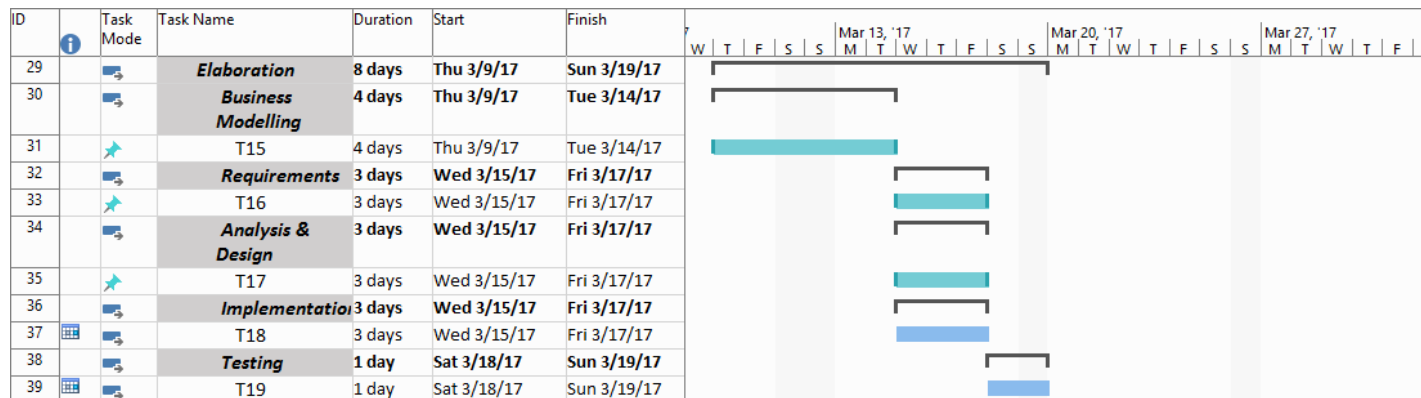 ID Task Mode Task Name Duration Start Finish
7 Mar 13, '17 Mar 20, '17 Mar 27, '17
W T F S S M T W T F S S M T W T F S S M T W T F
29 Elaboration 8 days Thu 3/9/17 Sun 3/19/17
30 Business Modelling 4 days Thu 3/9/17 Tue 3/14/17
31 T15 4 days Thu 3/9/17 Tue 3/14/17
32 Requirements 3 days Wed 3/15/17 Fri 3/17/17
33 T16 3 days Wed 3/15/17 Fri 3/17/17
34 Analysis & Design 3 days Wed 3/15/17 Fri 3/17/17
35 T17 3 days Wed 3/15/17 Fri 3/17/17
36 Implementation 3 days Wed 3/15/17 Fri 3/17/17
37 T18 3 days Wed 3/15/17 Fri 3/17/17
38 Testing 1 day Sat 3/18/17 Sun 3/19/17
39 T19 1 day Sat 3/18/17 Sun 3/19/17